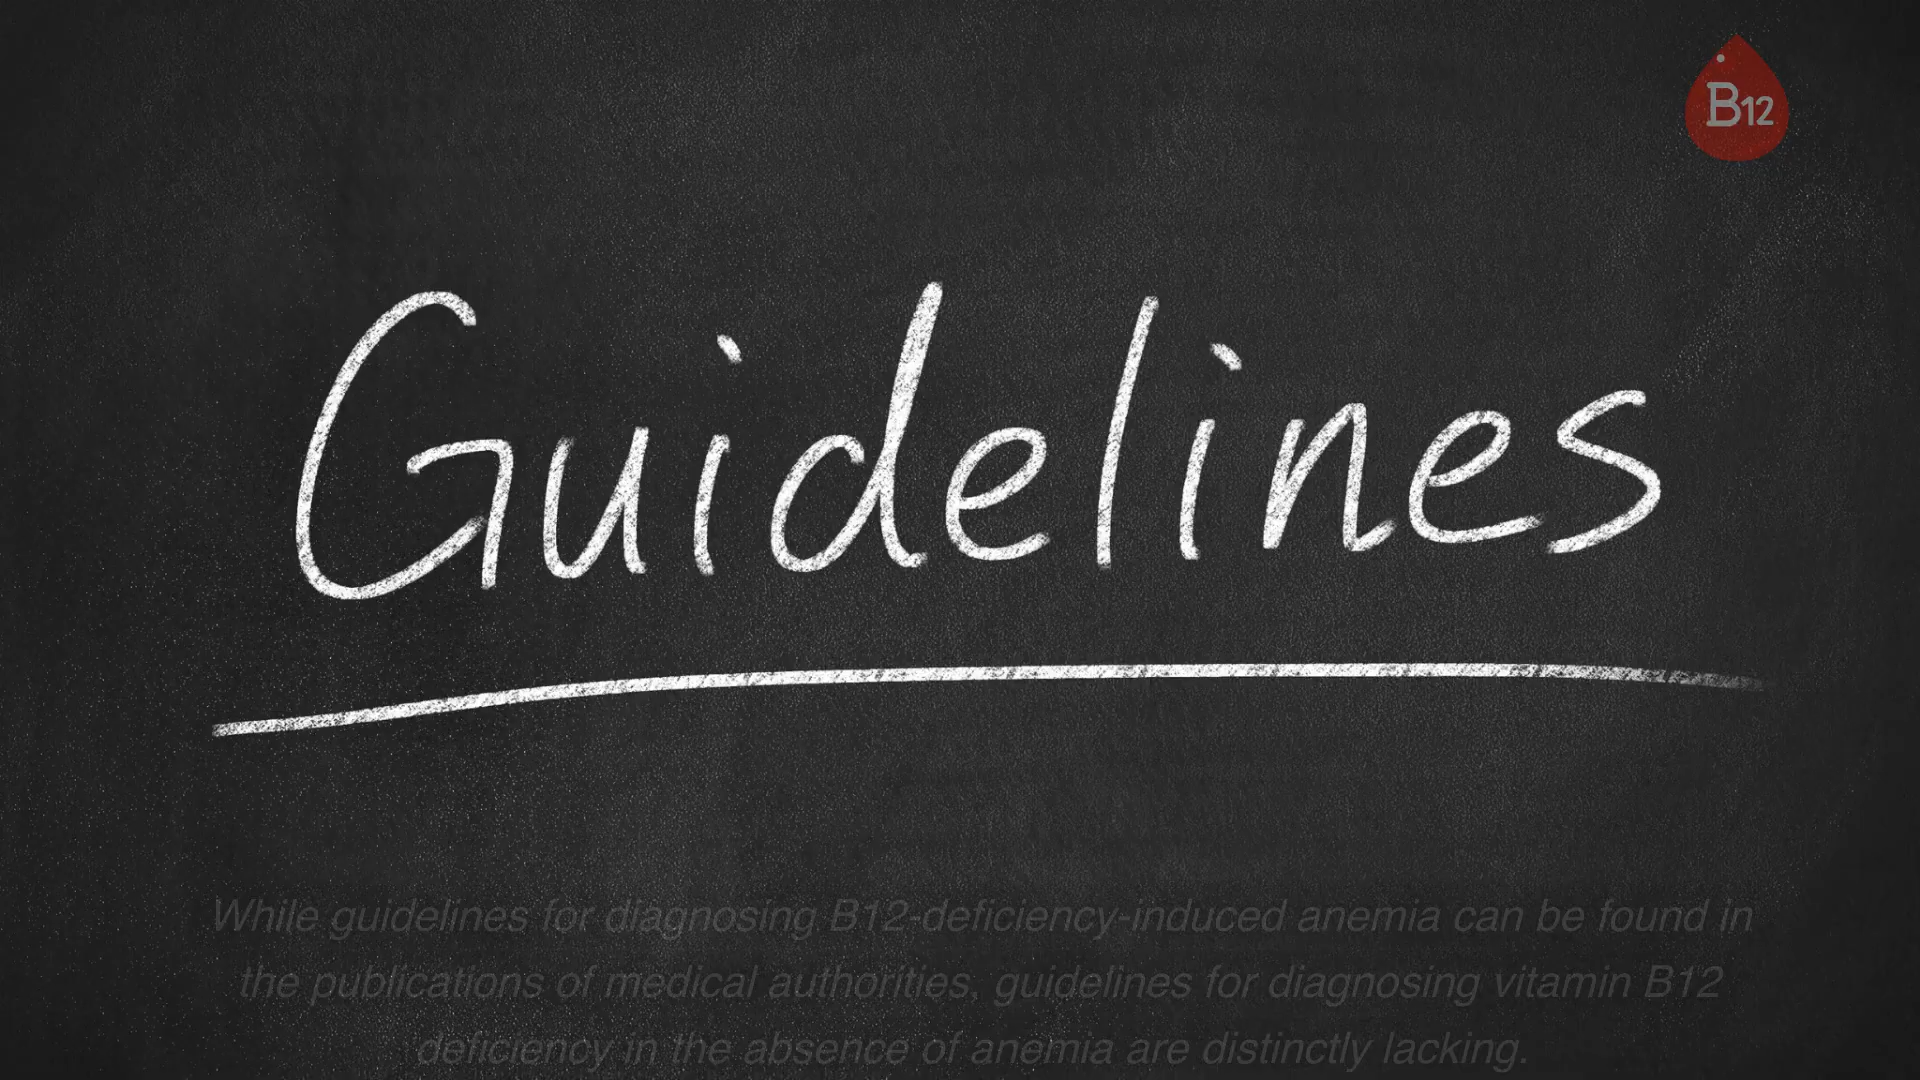 B12
Guidelines
While guidelines for diagnosing B12-deficiency-induced anemia can be found in
the publications of medical authorities, guidelines for diagnosing vitamin B12
deficiency in the absence of anemia are distinctly lacking.